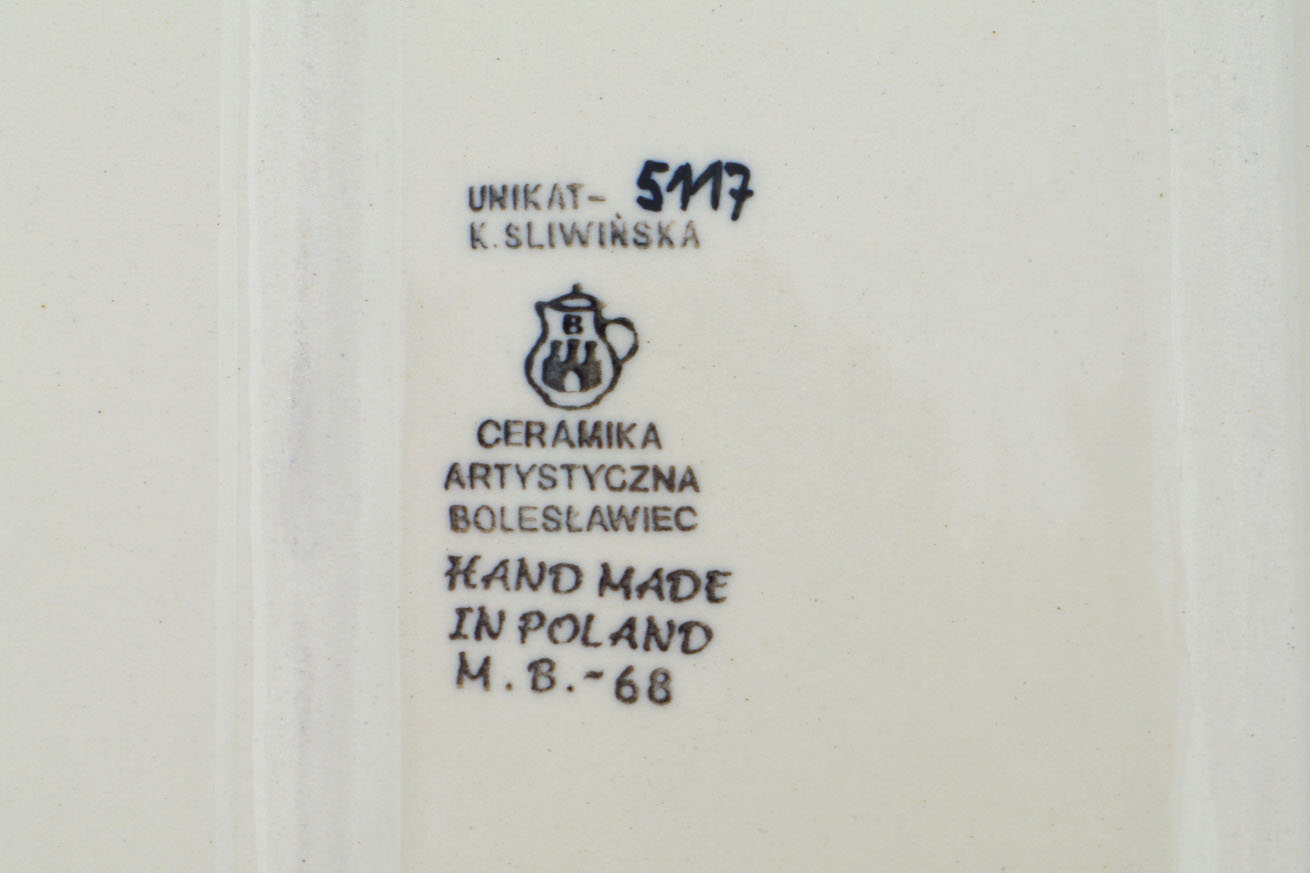 UNIKAT- 5117
K. SLIWIŃSKA
B
CERAMIKA
ARTYSTYCZNA
BOLESŁAWIEC
HAND MADE
IN POLAND
M.B.-68